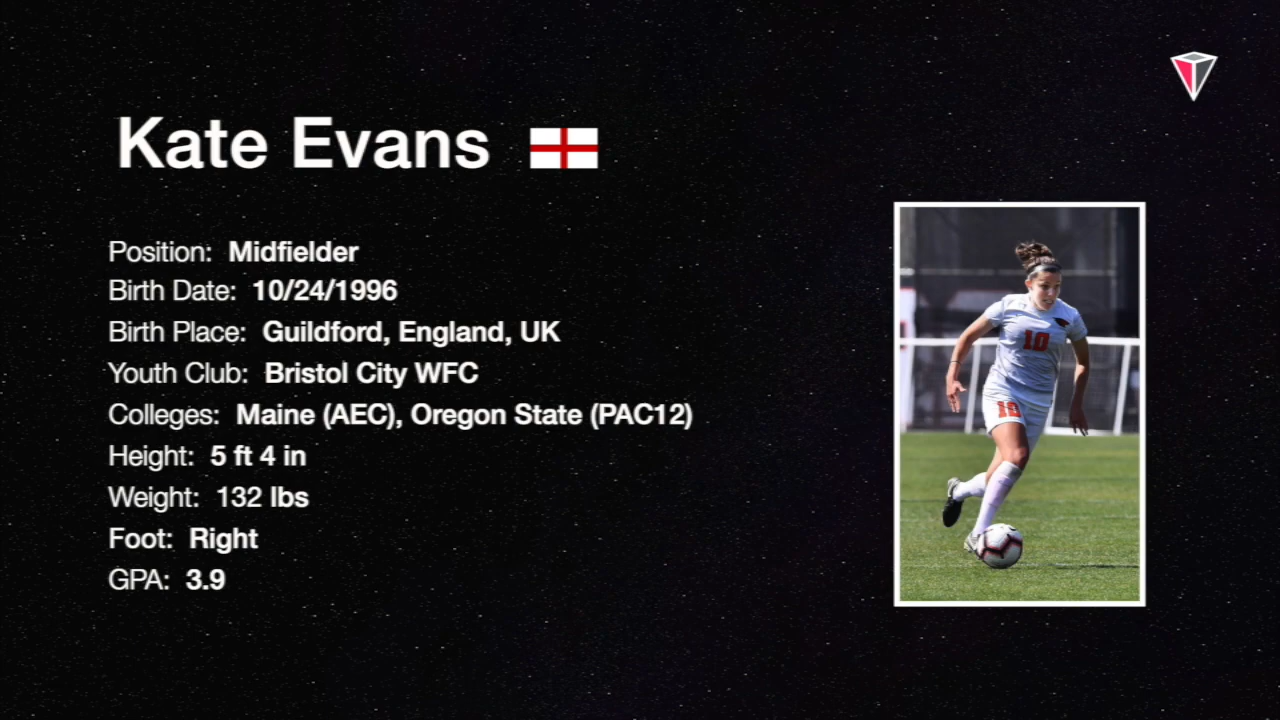 Kate Evans
Position: Midfielder
Birth Date: 10/24/1996
Birth Place: Guildford, England, UK
Youth Club: Bristol City WFC
Colleges: Maine (AEC), Oregon State (PAC12)
Height: 5 ft 4 in
Weight: 132 lbs
Foot: Right
GPA: 3.9
10
10